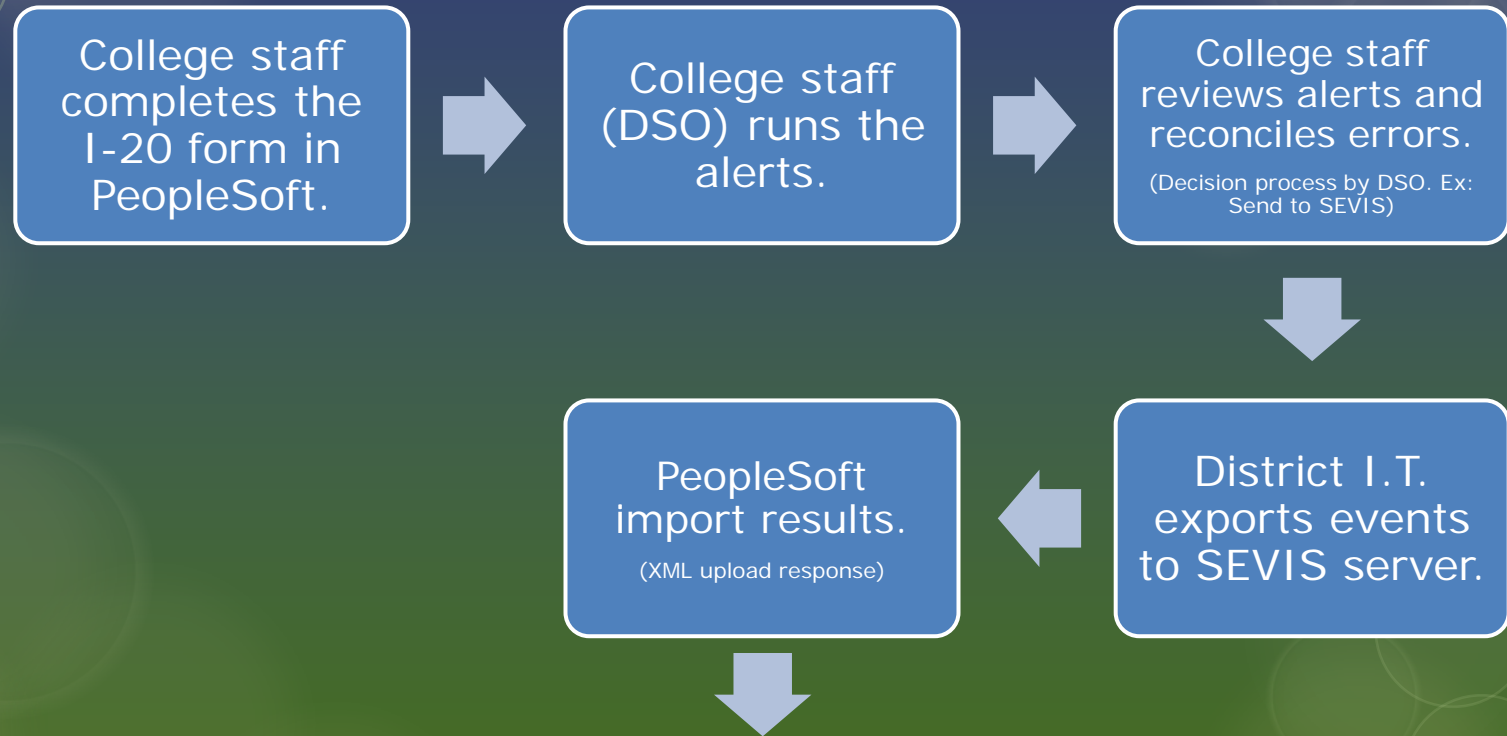 College staff
completes the
I-20 form in
PeopleSoft.
College staff
(DSO) runs the
alerts.
College staff
reviews alerts and
reconciles errors.
(Decision process by DSO. Ex:
Send to SEVIS)
District I.T.
exports events
to SEVIS server.
PeopleSoft
import results.
(XML upload response)